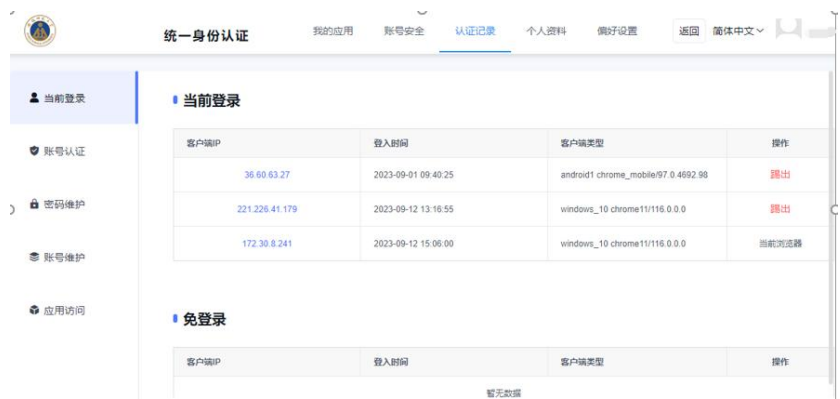 统一身份认证 我的应用 账号安全 认证记录 个人资料 偏好设置 返回 简体中文
当前登录
账号认证
密码维护
账号维护
应用访问
当前登录
客户端IP 登入时间 客户端类型 操作
36.60.63.27 2023-09-01 09:40:25 android1 chrome_mobile/97.0.4692.98 踢出
221.226.41.179 2023-09-12 13:16:55 windows_10 chrome11/116.0.0.0 踢出
172.30.8.241 2023-09-12 15:06:00 windows_10 chrome11/116.0.0.0 当前浏览器
免登录
客户端IP 登入时间 客户端类型 操作
暂无数据